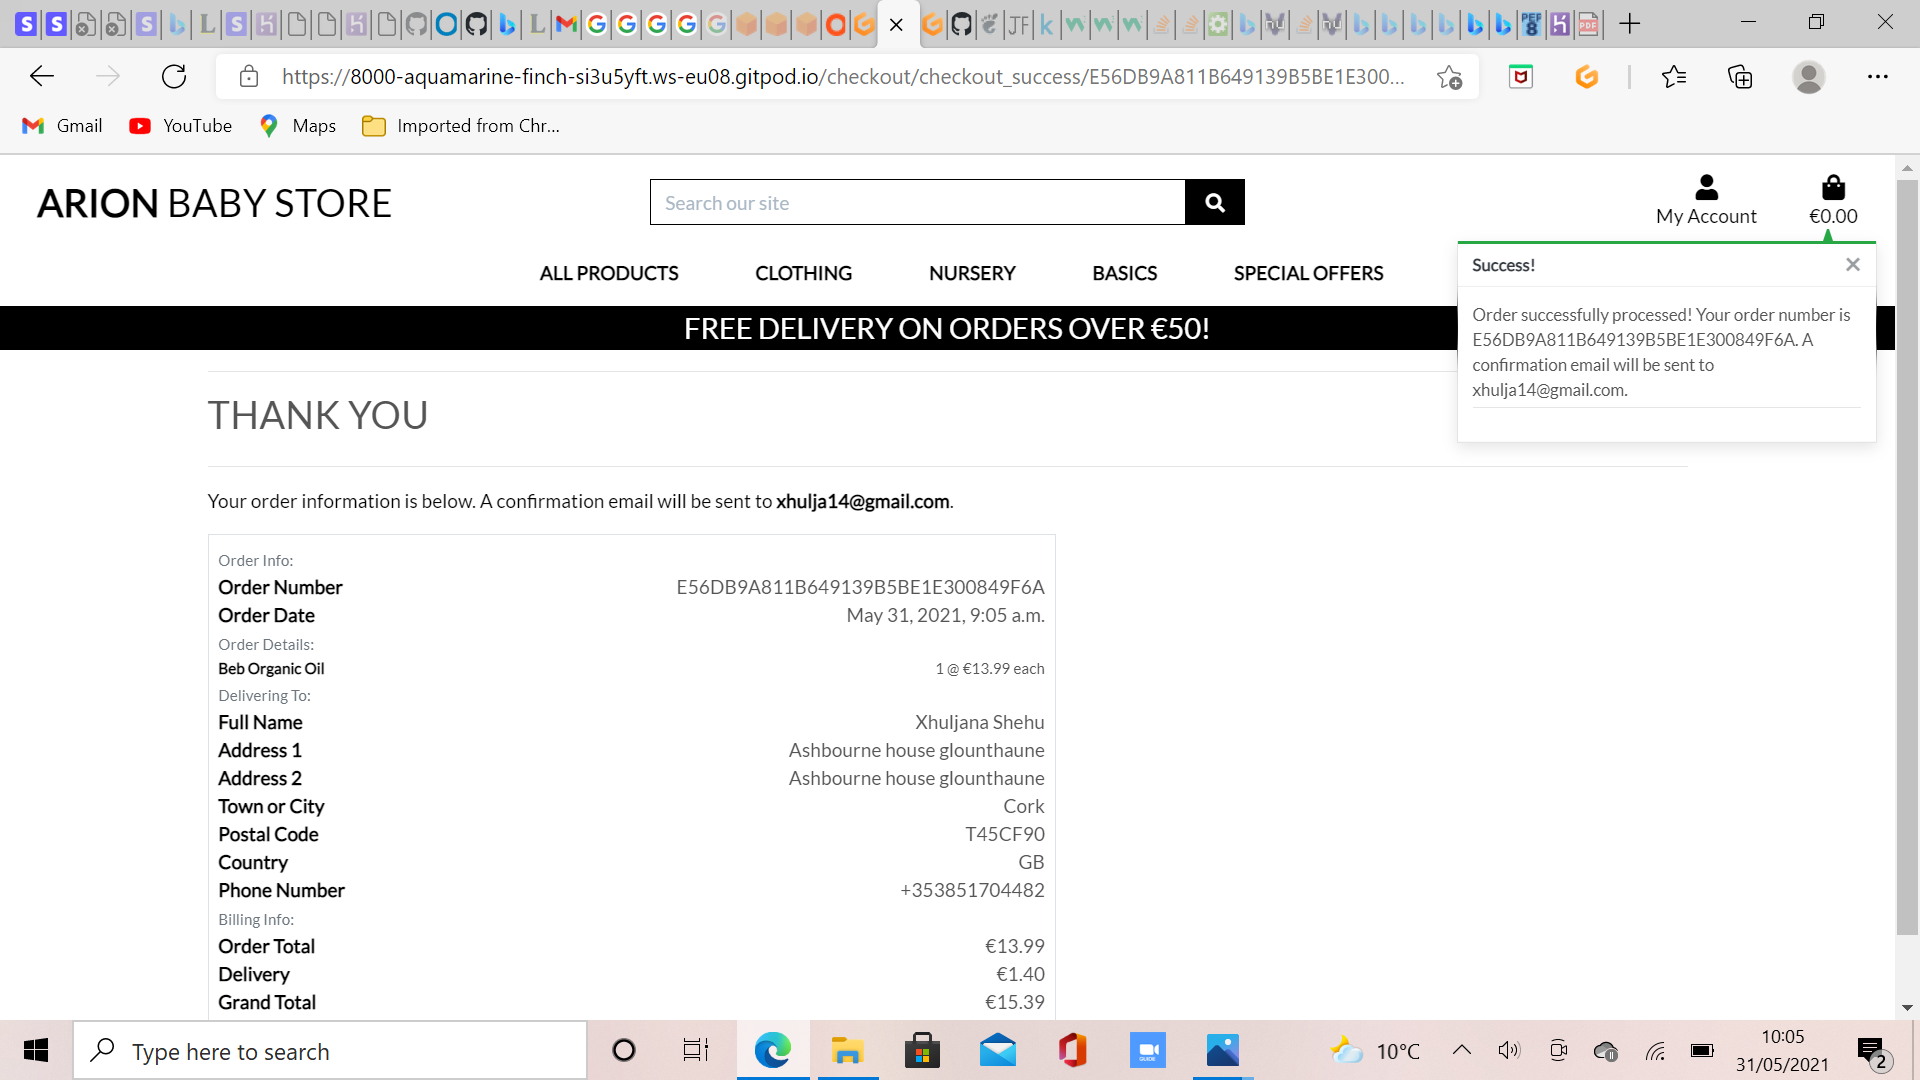 https://8000-aquamarine-finch-si3u5yft.ws-eu08.gitpod.io/checkout/checkout_success/E56DB9A811B649139B5BE1E300...
Gmail YouTube Maps Imported from Chr...
ARION BABY STORE
Search our site
My Account
€0.00
ALL PRODUCTS CLOTHING NURSERY BASICS SPECIAL OFFERS
FREE DELIVERY ON ORDERS OVER €50!
Success!
Order successfully processed! Your order number is
E56DB9A811B649139B5BE1E300849F6A. A
confirmation email will be sent to
xhulja14@gmail.com.
THANK YOU
Your order information is below. A confirmation email will be sent to xhulja14@gmail.com.
Order Info:
Order Number E56DB9A811B649139B5BE1E300849F6A
Order Date May 31, 2021, 9:05 a.m.
Order Details:
Beb Organic Oil 1 @ €13.99 each
Delivering To:
Full Name Xhuljana Shehu
Address 1 Ashbourne house glounthaune
Address 2 Ashbourne house glounthaune
Town or City Cork
Postal Code T45CF90
Country GB
Phone Number +353851704482
Billing Info:
Order Total €13.99
Delivery €1.40
Grand Total €15.39
Type here to search
10°C
10:05
31/05/2021
2